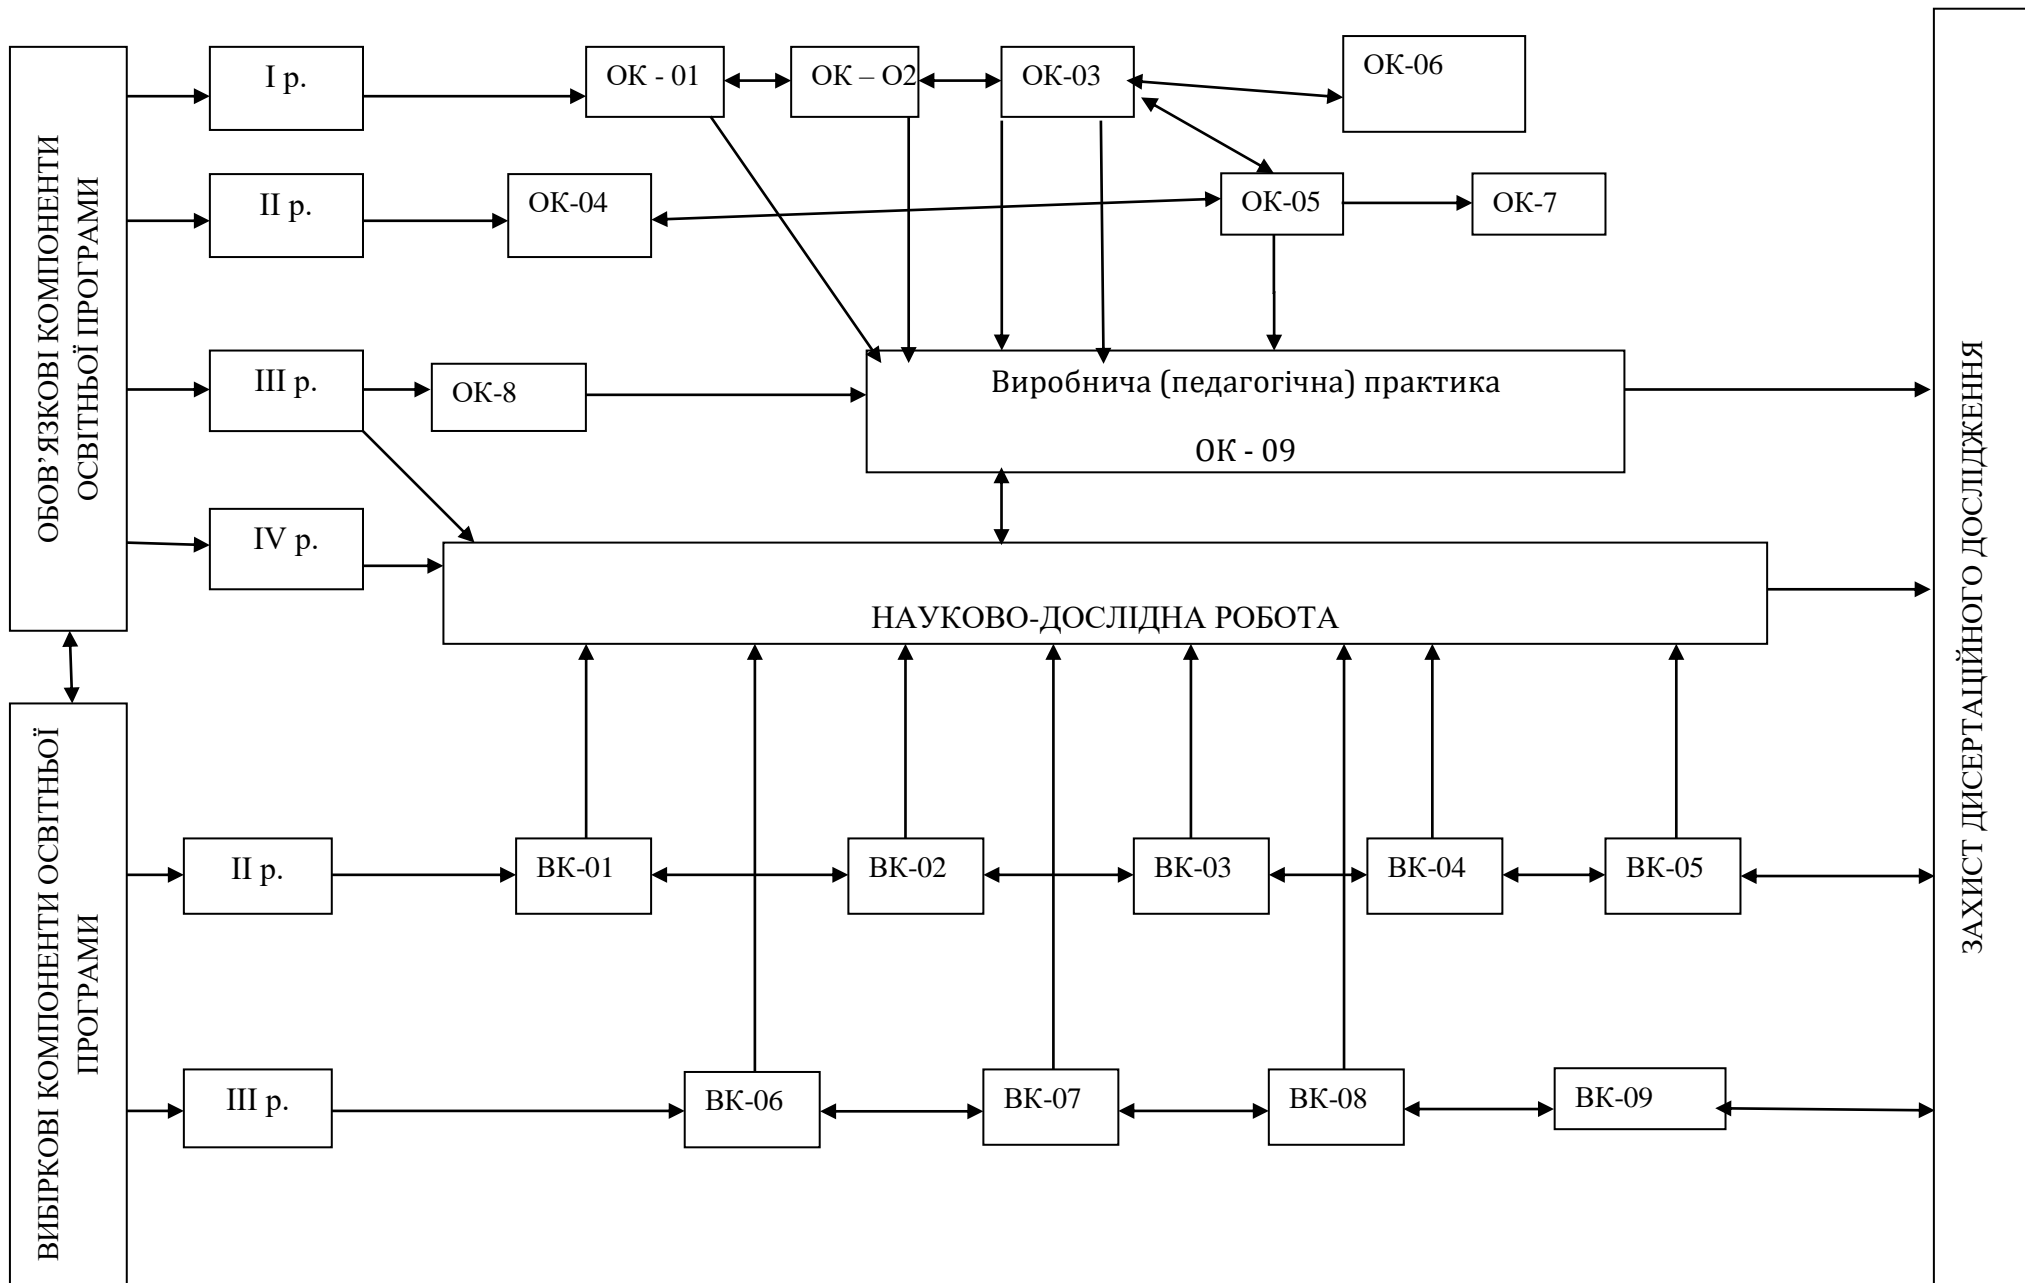 ОБОВ’ЯЗКОВІ КОМПОНЕНТИ
ОСВІТНЬОЇ ПРОГРАМИ
І р.
ОК - 01
ОК – О2
ОК-03
ОК-06
ІІ р.
ОК-04
ОК-05
ОК-7
ІІІ р.
ОК-8
Виробнича (педагогічна) практика
ОК - 09
IV р.
НАУКОВО-ДОСЛІДНА РОБОТА
ВИБІРКОВІ КОМПОНЕНТИ ОСВІТНЬОЇ
ПРОГРАМИ
ІІ р.
ВК-01
ВК-02
ВК-03
ВК-04
ВК-05
ІІІ р.
ВК-06
ВК-07
ВК-08
ВК-09
ЗАХИСТ ДИСЕРТАЦІЙНОГО ДОСЛІДЖЕННЯ